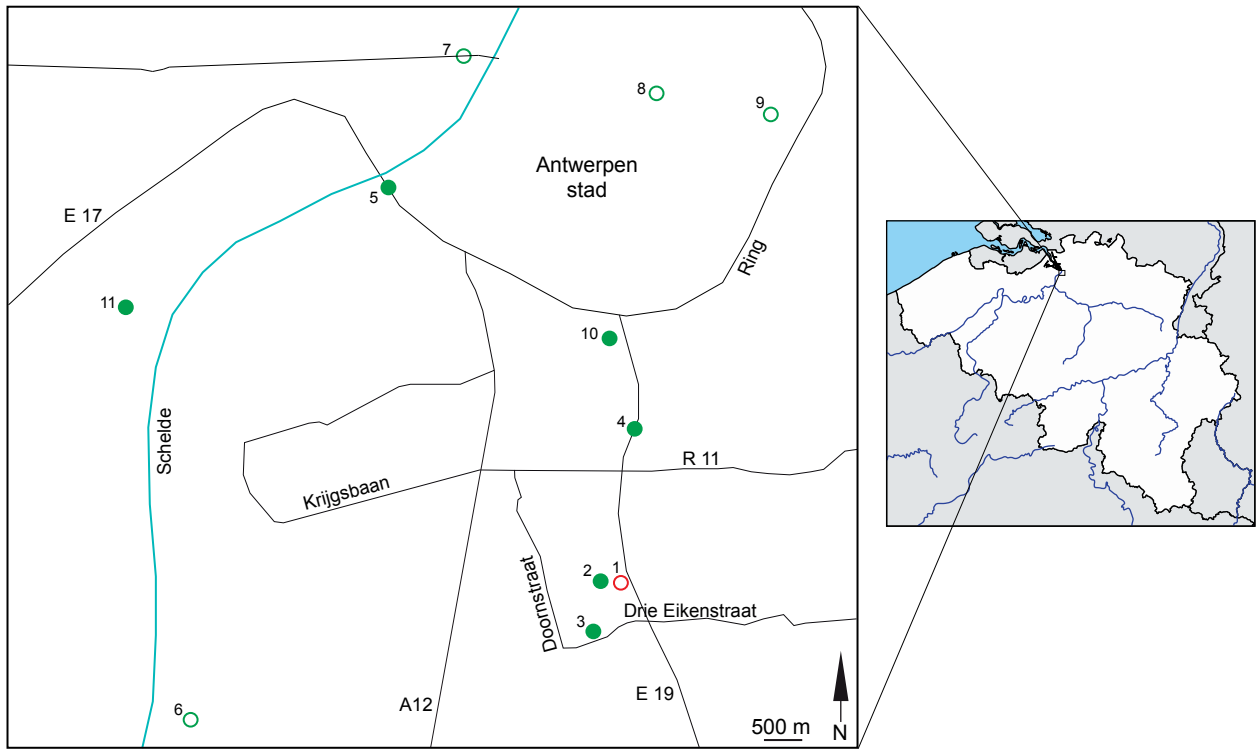 7
8
9
Antwerpen
stad
5
E 17
Ring
11
10
4
Schelde
R 11
Krijgsbaan
2
1
Doornstraat
Drie Eikenstraat
3
6
A12
E 19
500 m
N